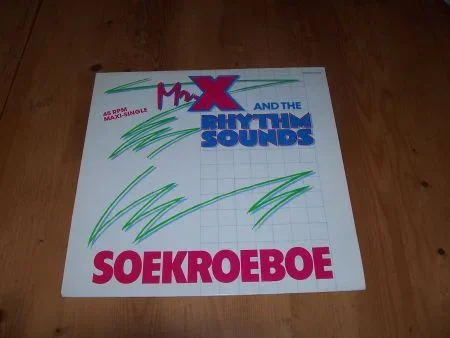 Mr. X
AND THE
RHYTHM
SOUNDS
45 RPM
MAXI-SINGLE
SOEKROEBOE